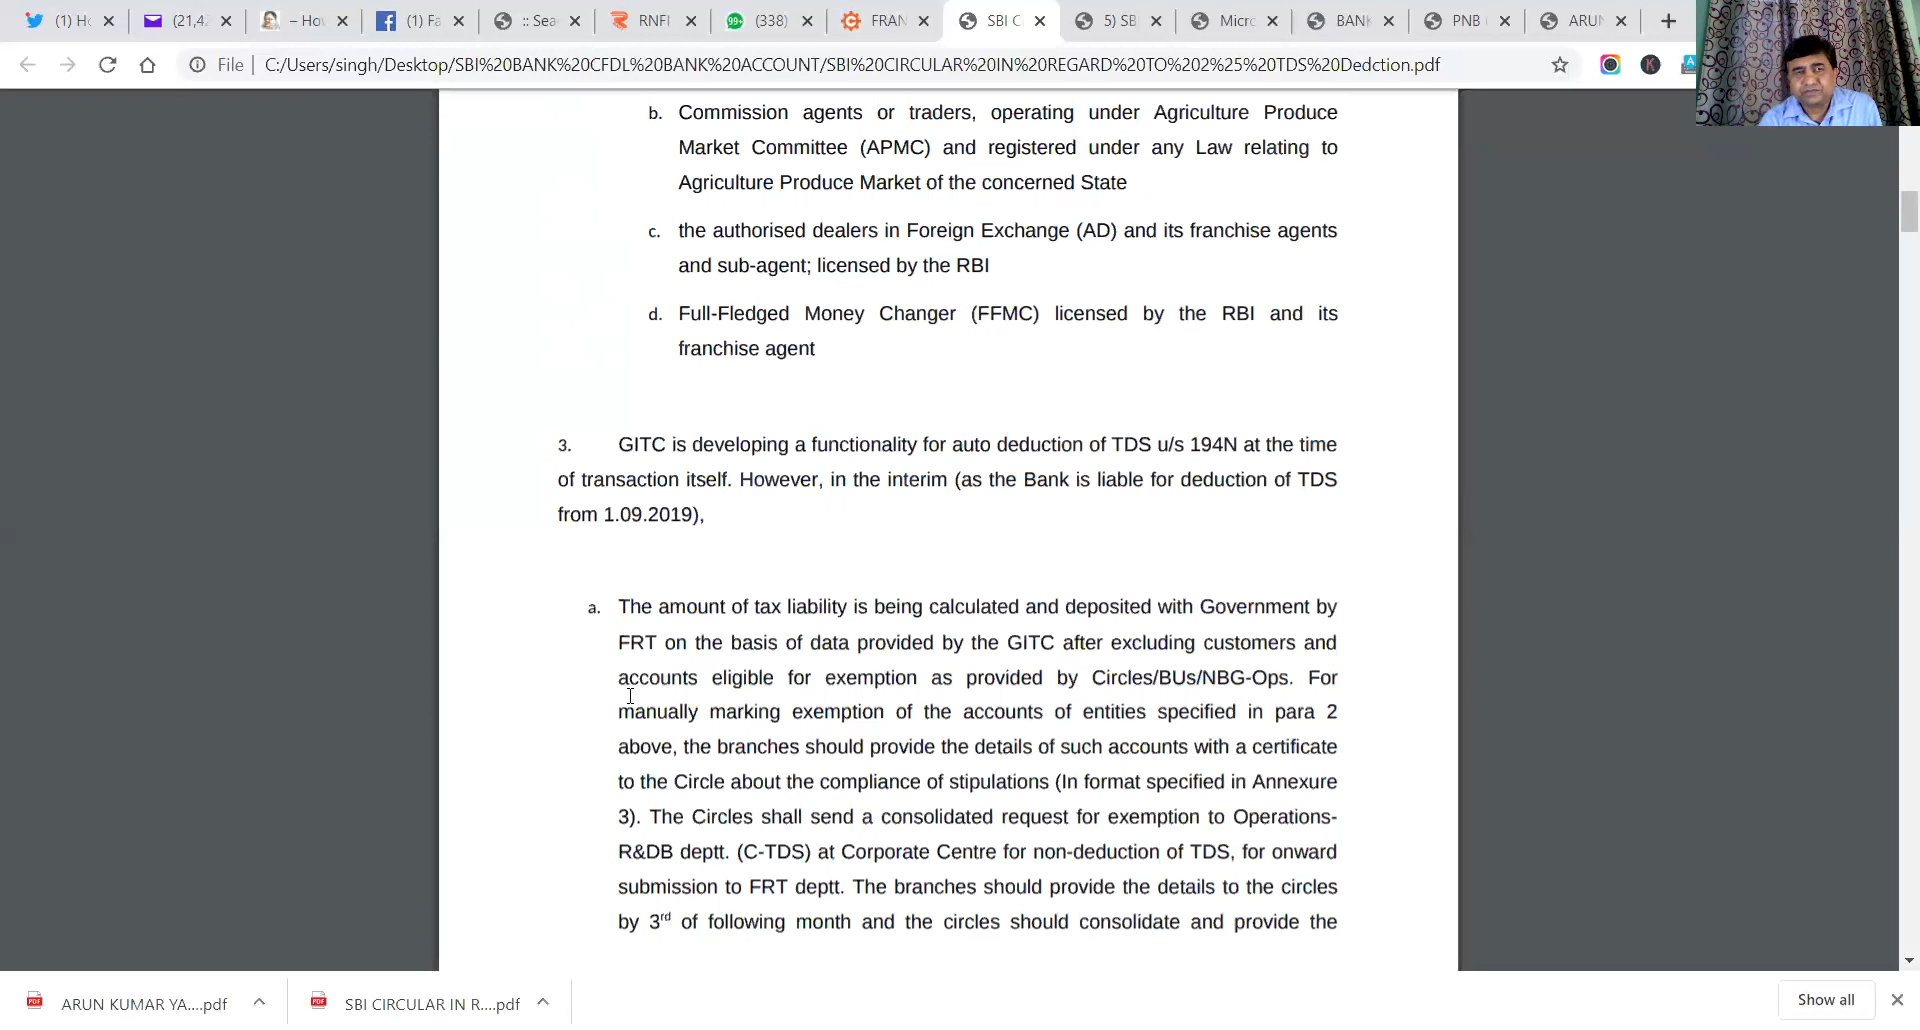 (1) Ho
(21,42
– How
(1) Fa
:: Sea
RNFI
99+
(338)
FRAN
SBI C
5) SB
Micro
BANK
PNB
ARUN
File
C:/Users/singh/Desktop/SBI%20BANK%20CFDL%20BANK%20ACCOUNT/SBI%20CIRCULAR%20IN%20REGARD%20TO%202%25%20TDS%20Dedction.pdf
b. Commission agents or traders, operating under Agriculture Produce
Market Committee (APMC) and registered under any Law relating to
Agriculture Produce Market of the concerned State
c. the authorised dealers in Foreign Exchange (AD) and its franchise agents
and sub-agent; licensed by the RBI
d. Full-Fledged Money Changer (FFMC) licensed by the RBI and its
franchise agent
3. GITC is developing a functionality for auto deduction of TDS u/s 194N at the time
of transaction itself. However, in the interim (as the Bank is liable for deduction of TDS
from 1.09.2019),
a. The amount of tax liability is being calculated and deposited with Government by
FRT on the basis of data provided by the GITC after excluding customers and
accounts eligible for exemption as provided by Circles/BUs/NBG-Ops. For
manually marking exemption of the accounts of entities specified in para 2
above, the branches should provide the details of such accounts with a certificate
to the Circle about the compliance of stipulations (In format specified in Annexure
3). The Circles shall send a consolidated request for exemption to Operations-
R&DB deptt. (C-TDS) at Corporate Centre for non-deduction of TDS, for onward
submission to FRT deptt. The branches should provide the details to the circles
by 3rd of following month and the circles should consolidate and provide the
ARUN KUMAR YA....pdf
SBI CIRCULAR IN R....pdf
Show all